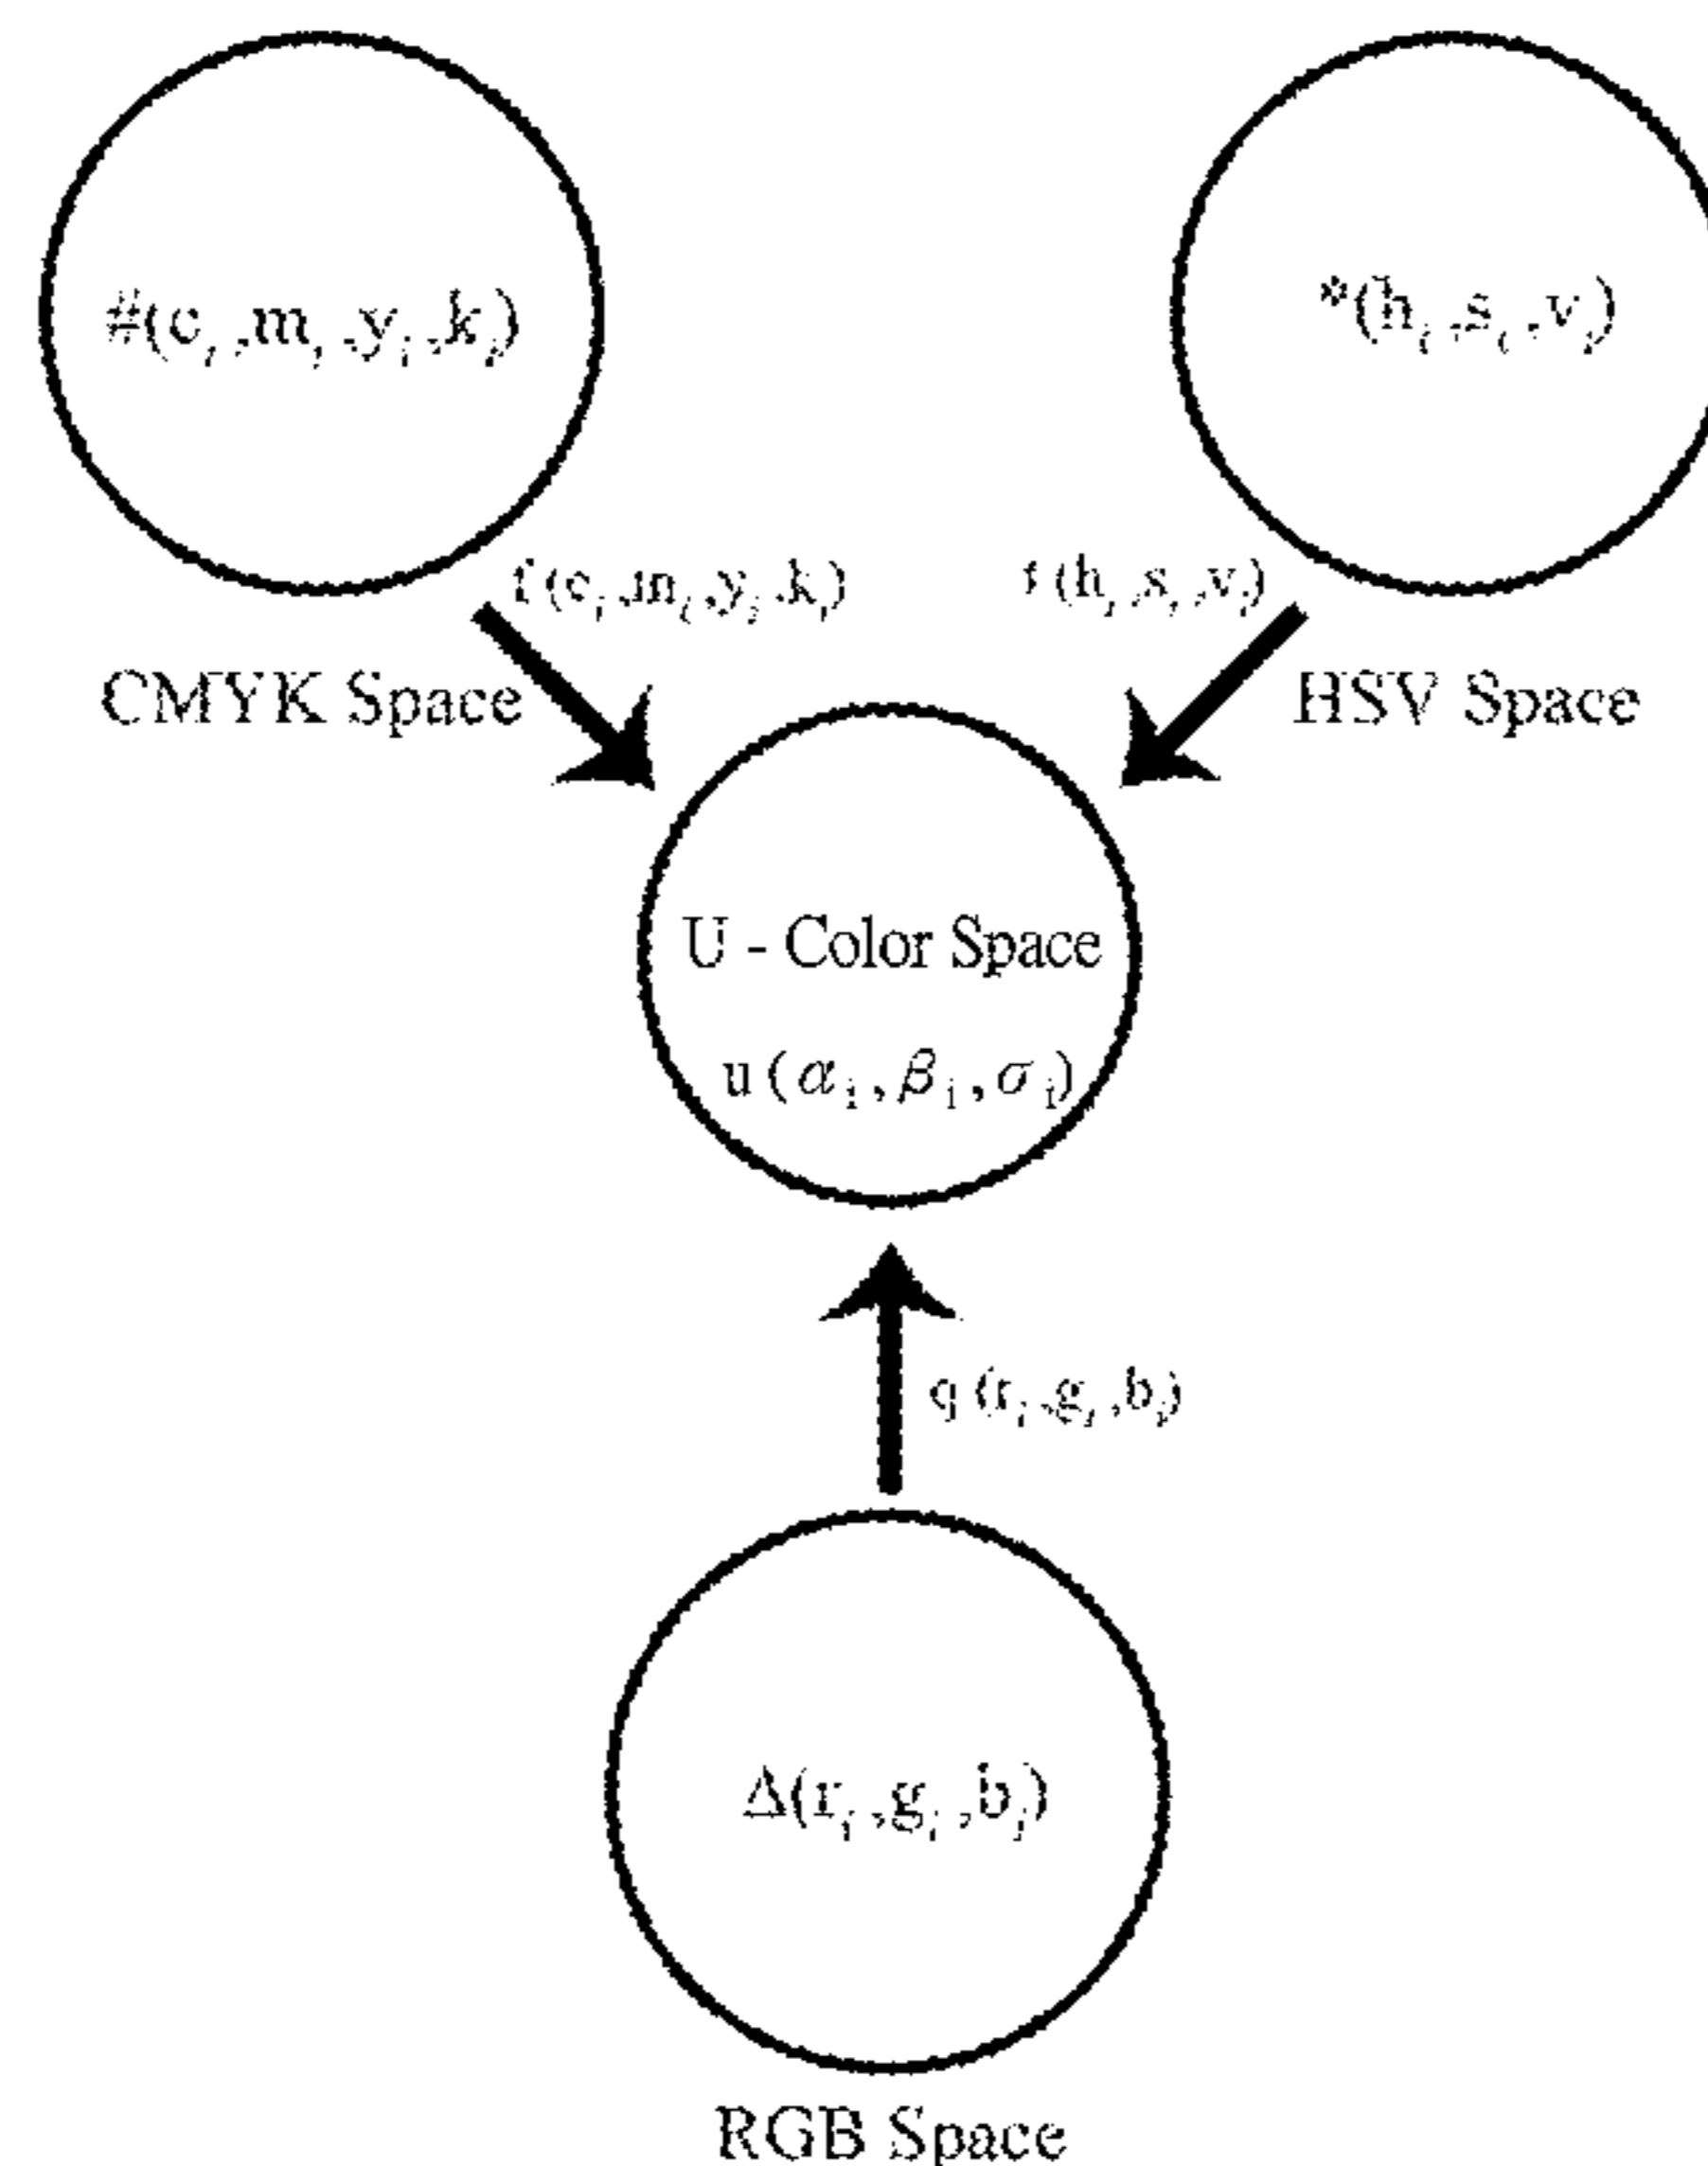 #(c_i ,m_i ,y_i ,k_i)
*(h_i ,s_i ,v_i)
f (c_i ,m_i ,y_i ,k_i)
(h_i ,s_i ,v_i)
CMYK Space
HSV Space
U - Color Space
u ( α_i , β_i , σ_i )
q (r_i ,g_i ,b_i)
Δ(r_i ,g_i ,b_i)
RGB Space